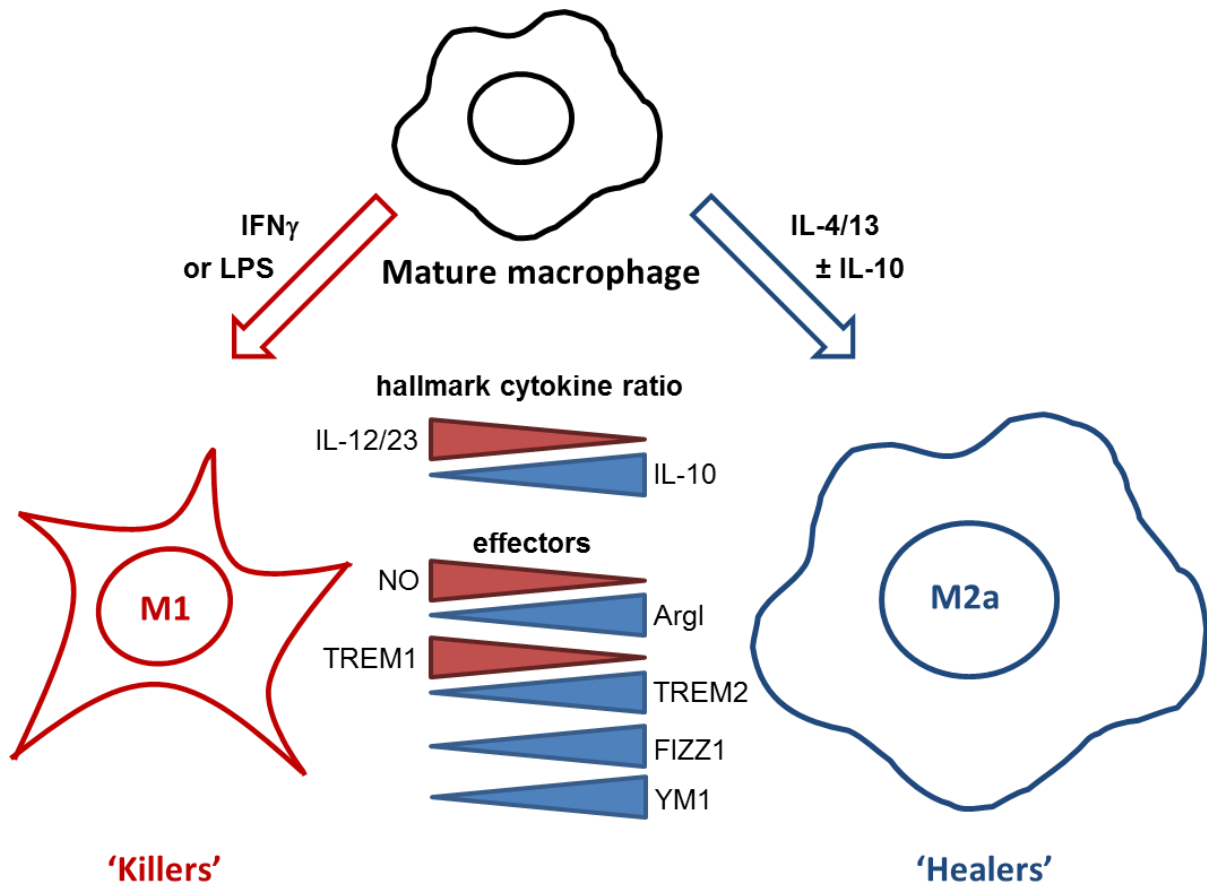 IFNγ
or LPS
IL-4/13
± IL-10
Mature macrophage
hallmark cytokine ratio
IL-12/23
IL-10
effectors
NO
ArgI
TREM1
TREM2
FIZZ1
YM1
M1
M2a
‘Killers’
‘Healers’